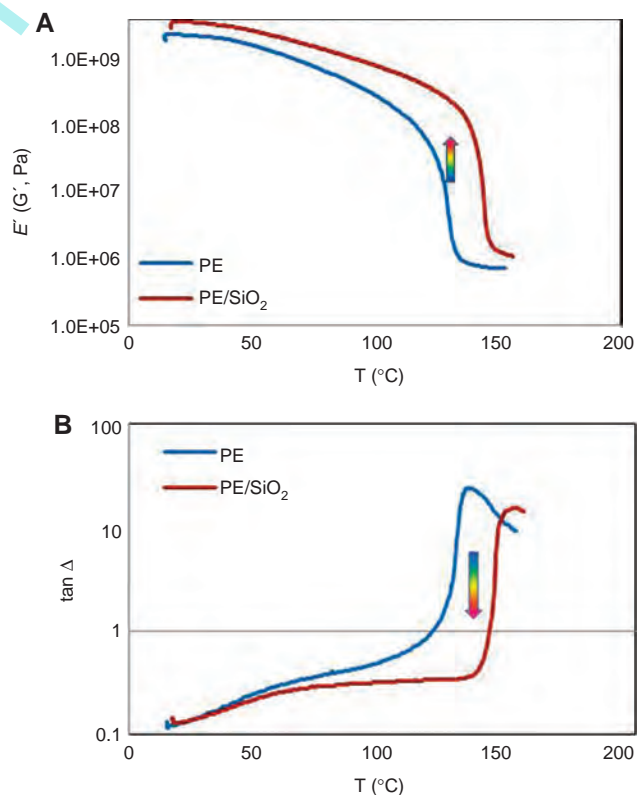 A
1.0E+09
1.0E+08
1.0E+07
1.0E+06
1.0E+05
E′ (G′, Pa)
PE
PE/SiO₂
0 50 100 150 200
T (°C)
B
100
10
1
0.1
tan Δ
PE
PE/SiO₂
0 50 100 150 200
T (°C)